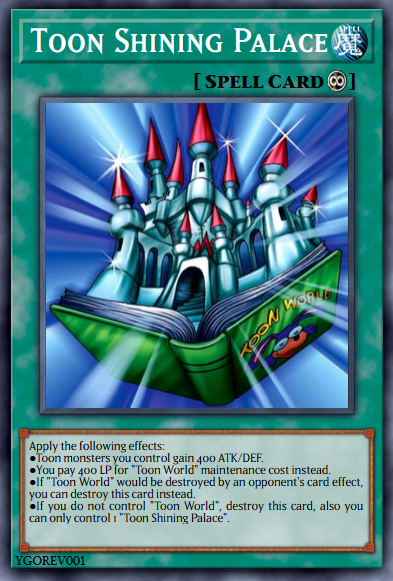 TOON SHINING PALACE
[ SPELL CARD ]
TOON WORLD
Apply the following effects:
●Toon monsters you control gain 400 ATK/DEF.
●You pay 400 LP for "Toon World" maintenance cost instead.
●If "Toon World" would be destroyed by an opponent's card effect,
you can destroy this card instead.
●If you do not control "Toon World", destroy this card, also you
can only control 1 "Toon Shining Palace".
YGOREV001